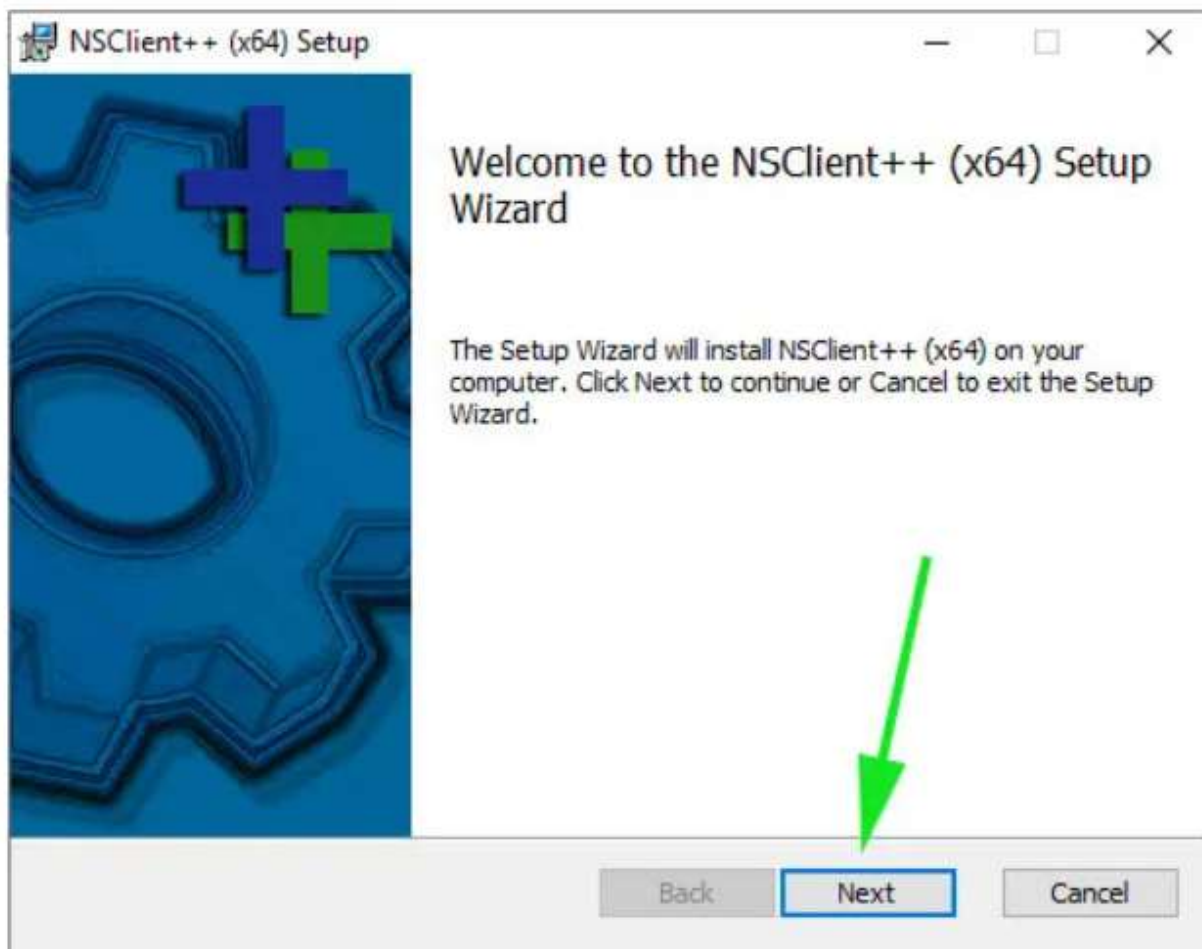 NSClient++ (x64) Setup
Welcome to the NSClient++ (x64) Setup
Wizard
The Setup Wizard will install NSClient++ (x64) on your
computer. Click Next to continue or Cancel to exit the Setup
Wizard.
Back Next Cancel